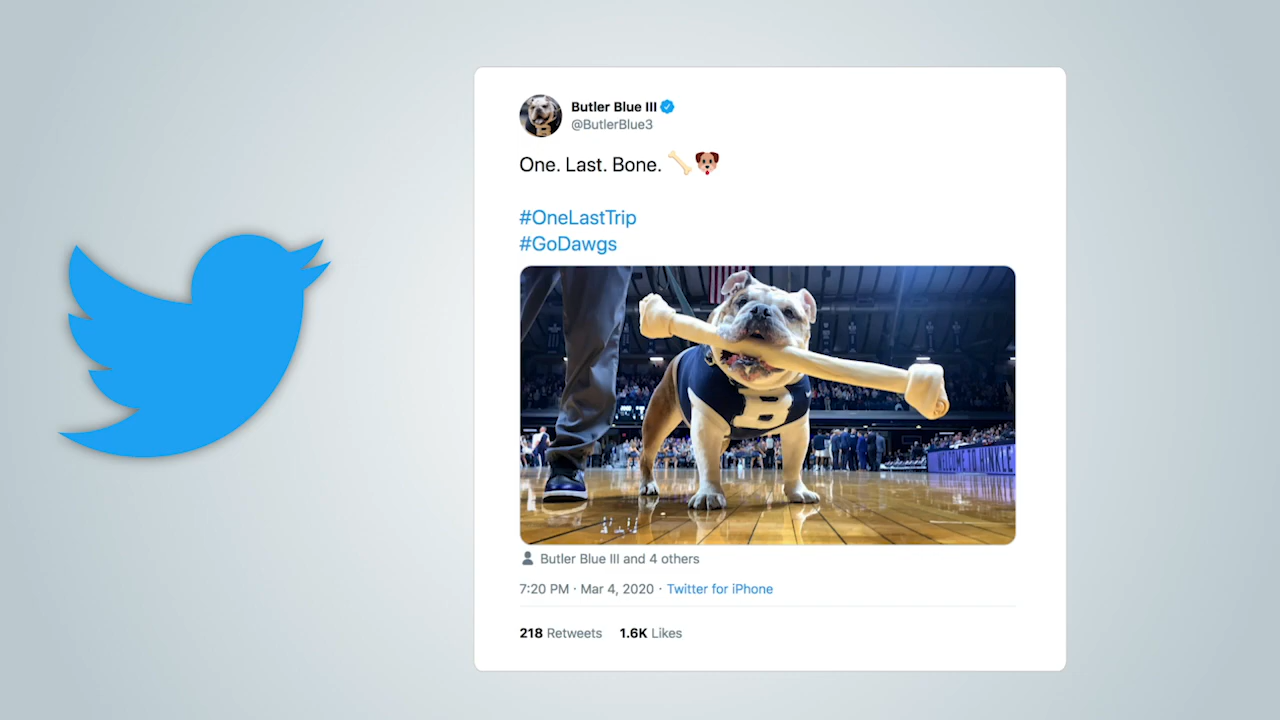 Butler Blue III
@ButlerBlue3
One. Last. Bone. 🦴🐶
#OneLastTrip
#GoDawgs
B
Butler Blue III and 4 others
7:20 PM · Mar 4, 2020 · Twitter for iPhone
218 Retweets 1.6K Likes